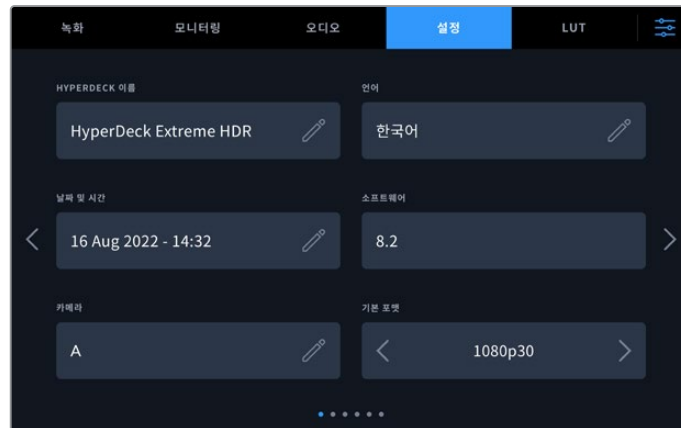 녹화 모니터링 오디오 설정 LUT
HYPERDECK 이름 언어
HyperDeck Extreme HDR 한국어
날짜 및 시간 소프트웨어
16 Aug 2022 - 14:32 8.2
카메라 기본 포맷
A 1080p30